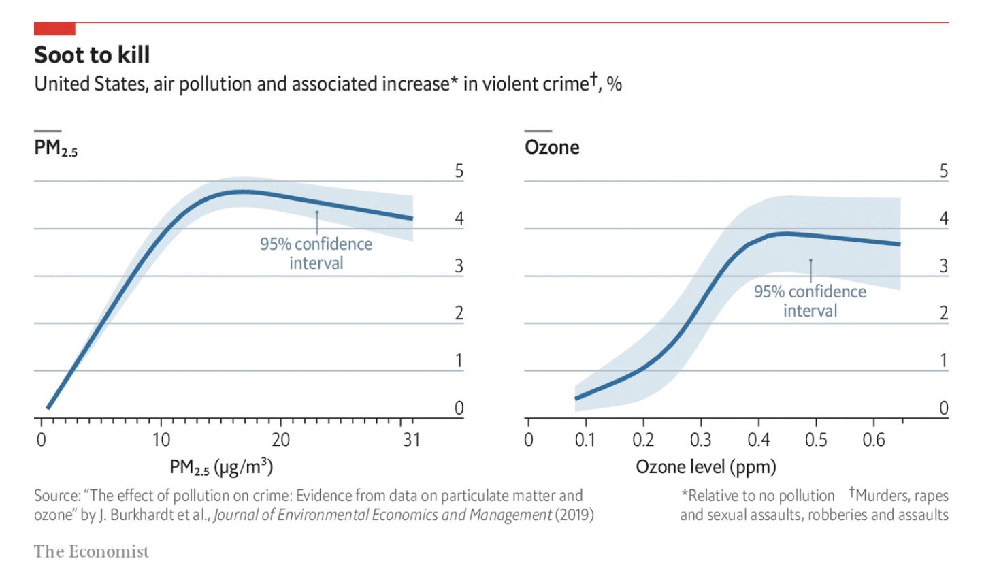 Soot to kill
United States, air pollution and associated increase* in violent crime†, %
PM2.5
5
4
3
2
1
0
95% confidence
interval
0 10 20 31
PM2.5 (μg/m³)
Ozone
5
4
3
2
1
0
95% confidence
interval
0 0.1 0.2 0.3 0.4 0.5 0.6
Ozone level (ppm)
Source: “The effect of pollution on crime: Evidence from data on particulate matter and
ozone” by J. Burkhardt et al., Journal of Environmental Economics and Management (2019)
*Relative to no pollution †Murders, rapes
and sexual assaults, robberies and assaults
The Economist